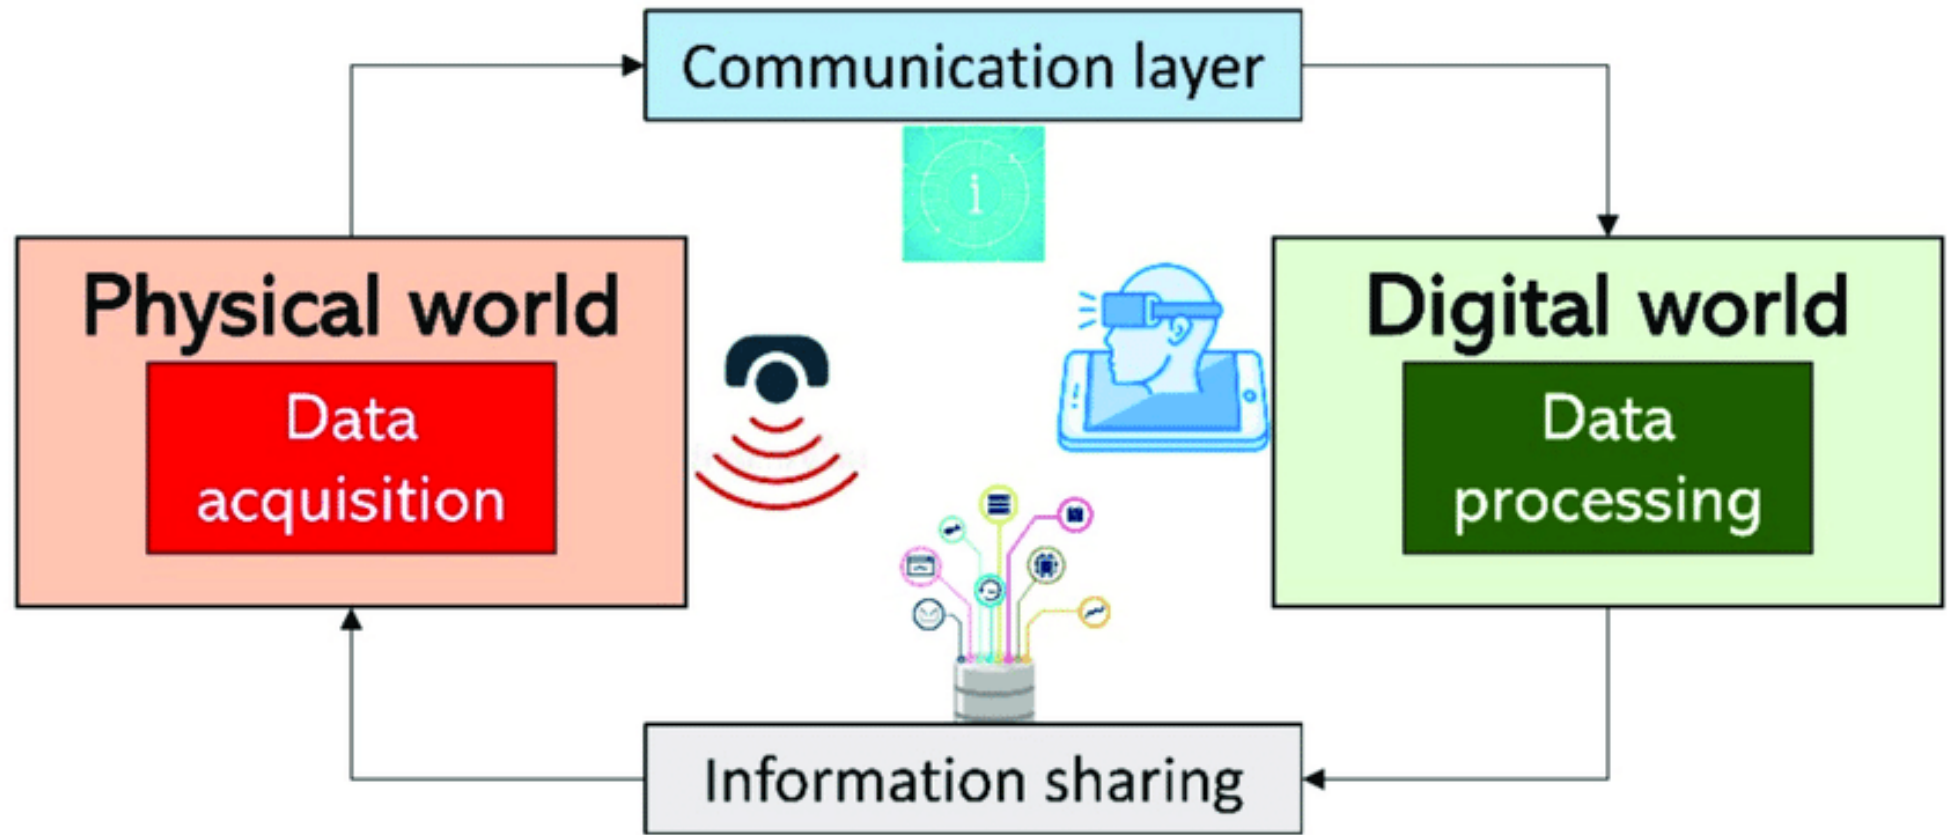 Communication layer
i
Physical world
Data
acquisition
Digital world
Data
processing
Information sharing